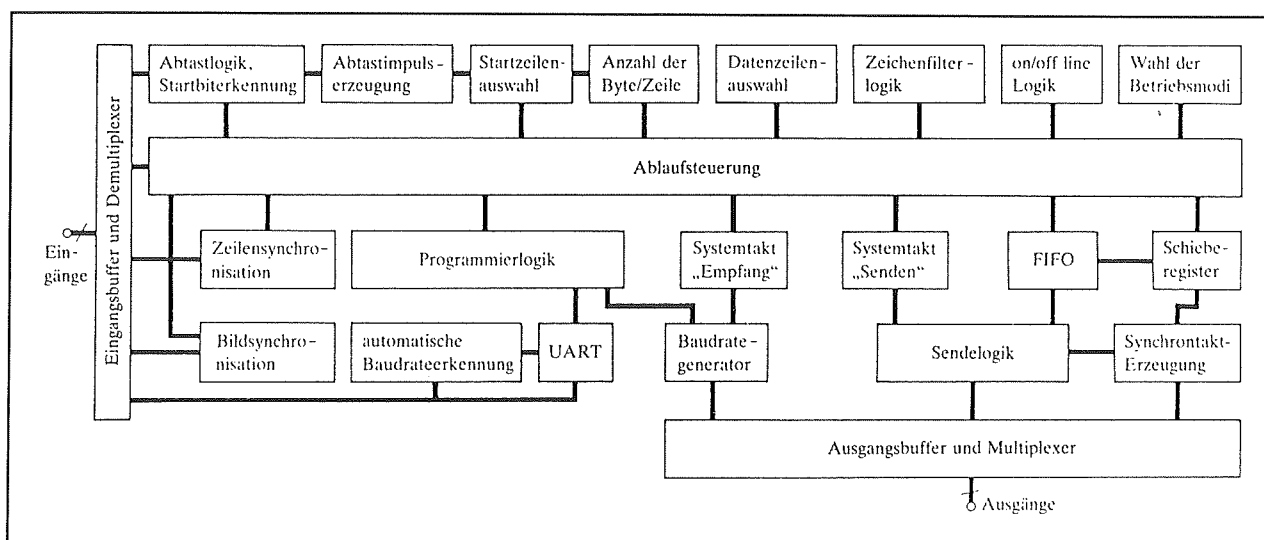 Abtastlogik,
Startbiterkennung
Abtastimpuls-
erzeugung
Startzeilen-
auswahl
Anzahl der
Byte/Zeile
Datenzeilen-
auswahl
Zeichenfilter-
logik
on/off line
Logik
Wahl der
Betriebsmodi
Eingangsbuffer und Demultiplexer
Ablaufsteuerung
Ein-
gänge
Zeilensynchro-
nisation
Programmierlogik
Systemtakt
„Empfang“
Systemtakt
„Senden“
FIFO
Schiebe-
register
Bildsynchro-
nisation
automatische
Baudrateerkennung
UART
Baudrate-
generator
Sendelogik
Synchrontakt-
Erzeugung
Ausgangsbuffer und Multiplexer
Ausgänge